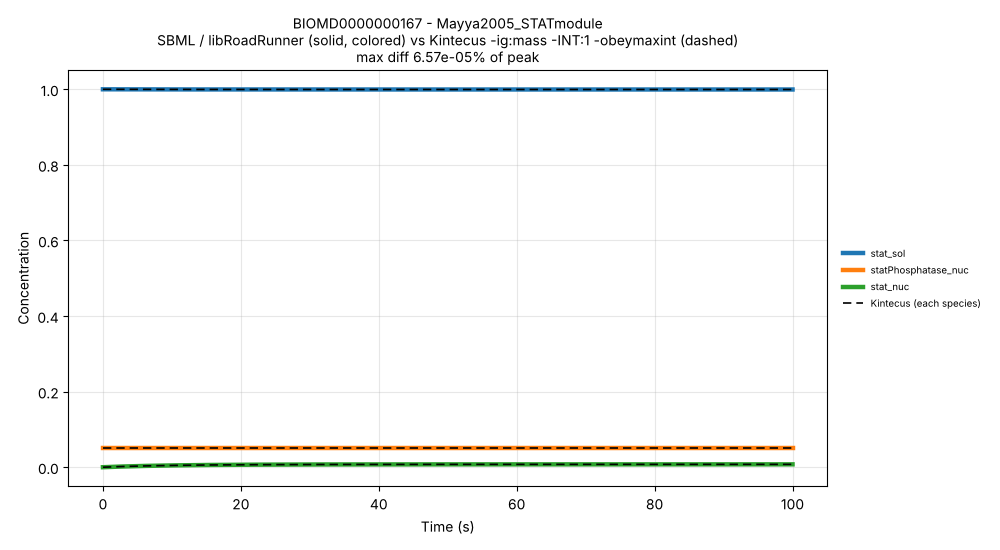 BIOMD0000000167 - Mayya2005_STATmodule
SBML / libRoadRunner (solid, colored) vs Kintecus -ig:mass -INT:1 -obeymaxint (dashed)
max diff 6.57e-05% of peak
Concentration
1.0
0.8
0.6
0.4
0.2
0.0
0
20
40
60
80
100
Time (s)
stat_sol
statPhosphatase_nuc
stat_nuc
Kintecus (each species)